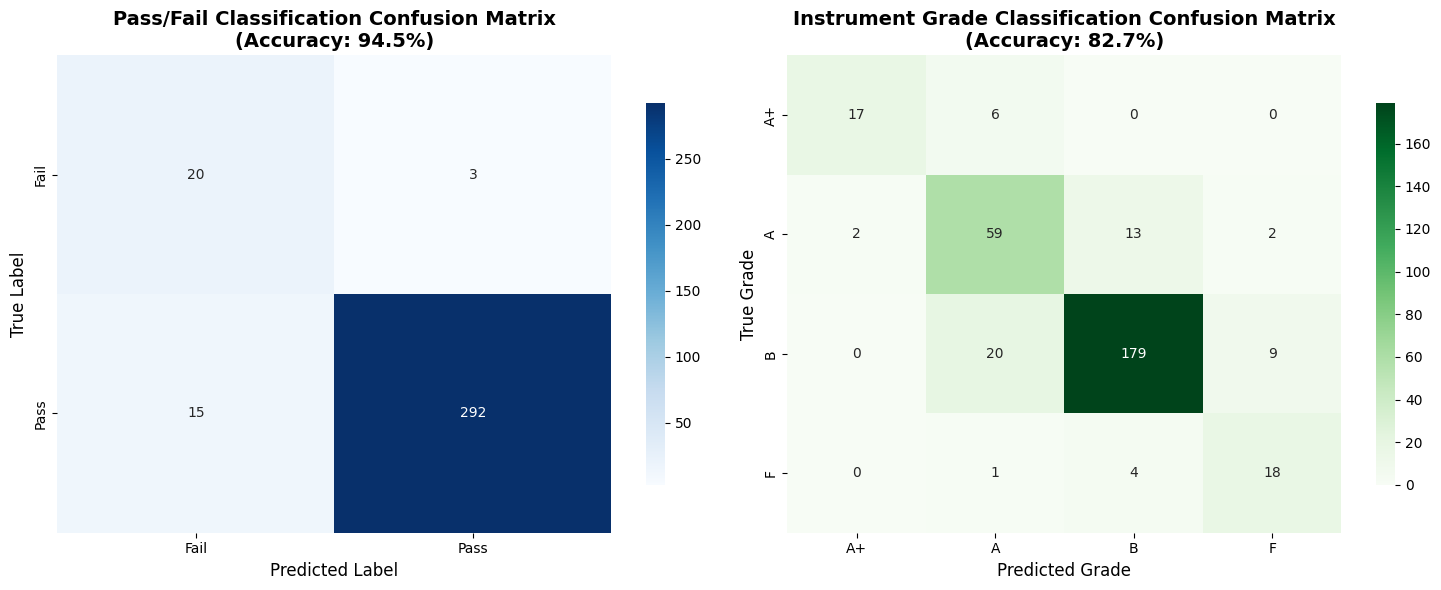 Pass/Fail Classification Confusion Matrix
(Accuracy: 94.5%)
True Label
Fail
Pass
20
3
15
292
Fail
Pass
Predicted Label
250
200
150
100
50
Instrument Grade Classification Confusion Matrix
(Accuracy: 82.7%)
True Grade
A+
A
B
F
17
6
0
0
2
59
13
2
0
20
179
9
0
1
4
18
A+
A
B
F
Predicted Grade
160
140
120
100
80
60
40
20
0